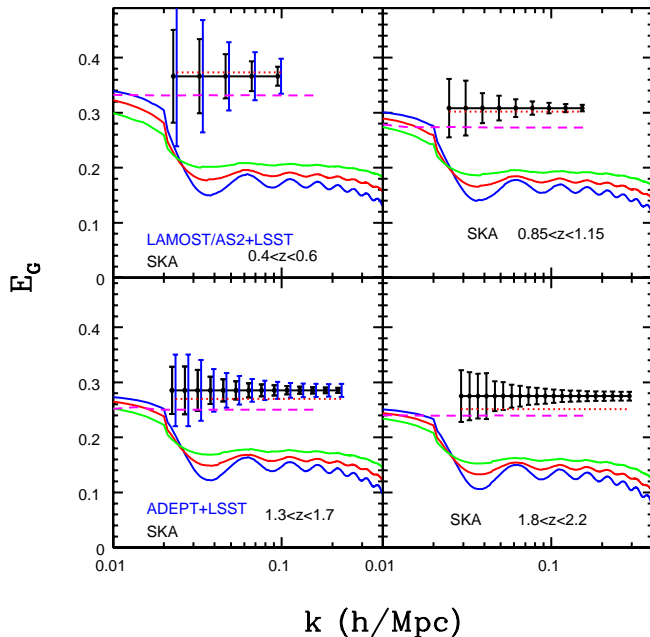 0.4
0.3
0.2
0.1
0
LAMOST/AS2+LSST
SKA
0.4<z<0.6
SKA
0.85<z<1.15
E_G
0.4
0.3
0.2
0.1
0
ADEPT+LSST
SKA
1.3<z<1.7
SKA
1.8<z<2.2
0.01
0.1
0.01
0.1
k (h/Mpc)